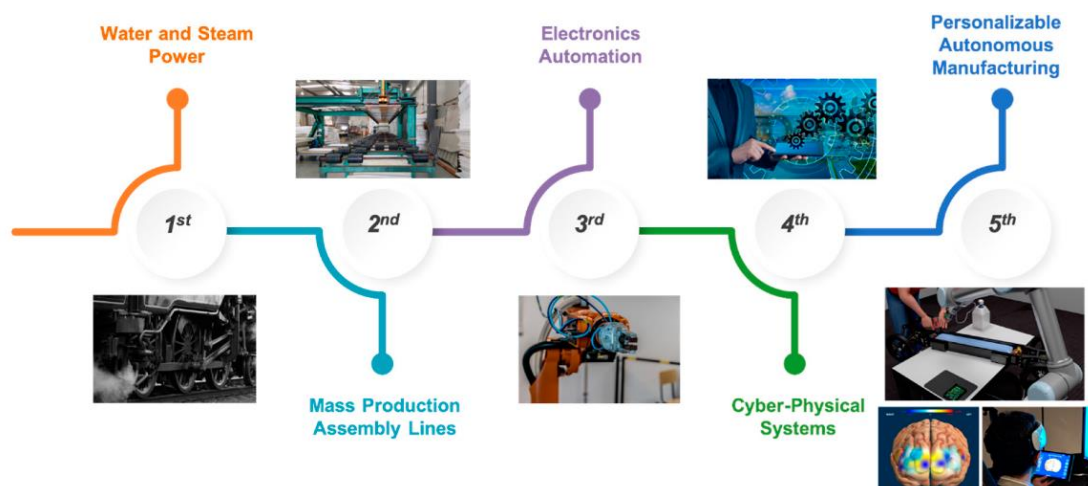 Water and Steam
Power
Electronics
Automation
Personalizable
Autonomous
Manufacturing
1st
2nd
3rd
4th
5th
Mass Production
Assembly Lines
Cyber-Physical
Systems